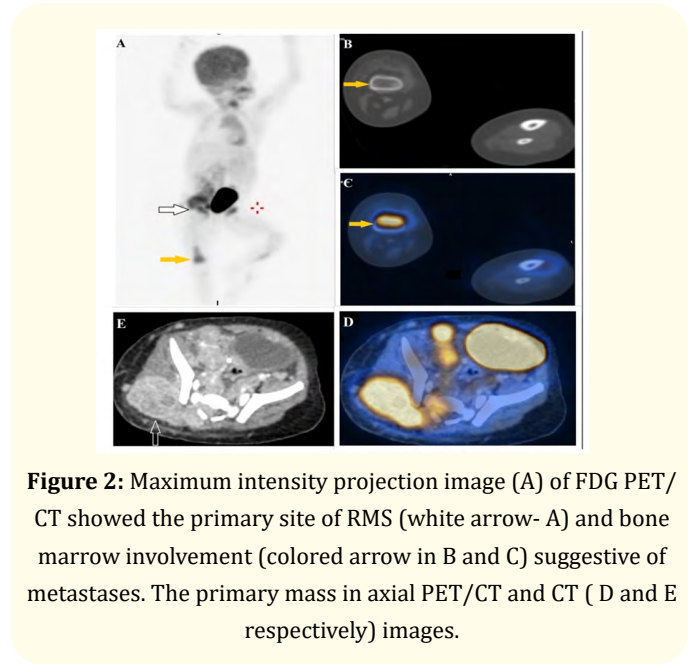 A
B
C
E
D
Figure 2: Maximum intensity projection image (A) of FDG PET/
CT showed the primary site of RMS (white arrow- A) and bone
marrow involvement (colored arrow in B and C) suggestive of
metastases. The primary mass in axial PET/CT and CT ( D and E
respectively) images.